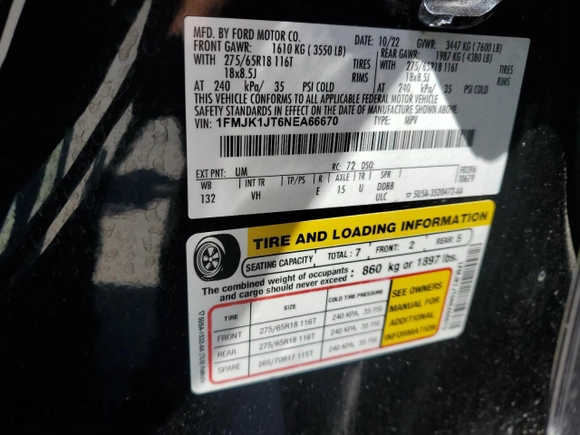 MFD. BY FORD MOTOR CO. 10/22 GVWR: 3447 KG (7600 LB)
FRONT GAWR: 1610 KG (3550 LB) REAR GAWR: 1987 KG (4380 LB)
275/65R18 116T TIRES 275/65R18 116T TIRES
18x8.5J RIMS 18x8.5J RIMS
AT 240 kPa/ 35 PSI COLD AT 240 kPa/ 35 PSI COLD
THIS VEHICLE CONFORMS TO ALL APPLICABLE FEDERAL MOTOR VEHICLE
SAFETY STANDARDS IN EFFECT ON THE DATE OF MANUFACTURE SHOWN ABOVE.
VIN: 1FMJK1JT6NEA66670 TYPE: MPV
EXT PNT: UM RC: 72 DSO:
WB INT TR TP/PS R AXLE TR SPR
132 VH E 15 U DDBB
ULC
TIRE AND LOADING INFORMATION
SEATING CAPACITY TOTAL: 7 FRONT: 2 REAR: 5
The combined weight of occupants and cargo should never exceed: 860 kg or 1897 lbs.
TIRE SIZE COLD TIRE PRESSURE
FRONT 275/65R18 116T 240 KPA, 35 PSI
REAR 275/65R18 116T 240 KPA, 35 PSI
SPARE 265/70R17 115T 240 KPA, 35 PSI
SEE OWNERS
MANUAL FOR
ADDITIONAL
INFORMATION